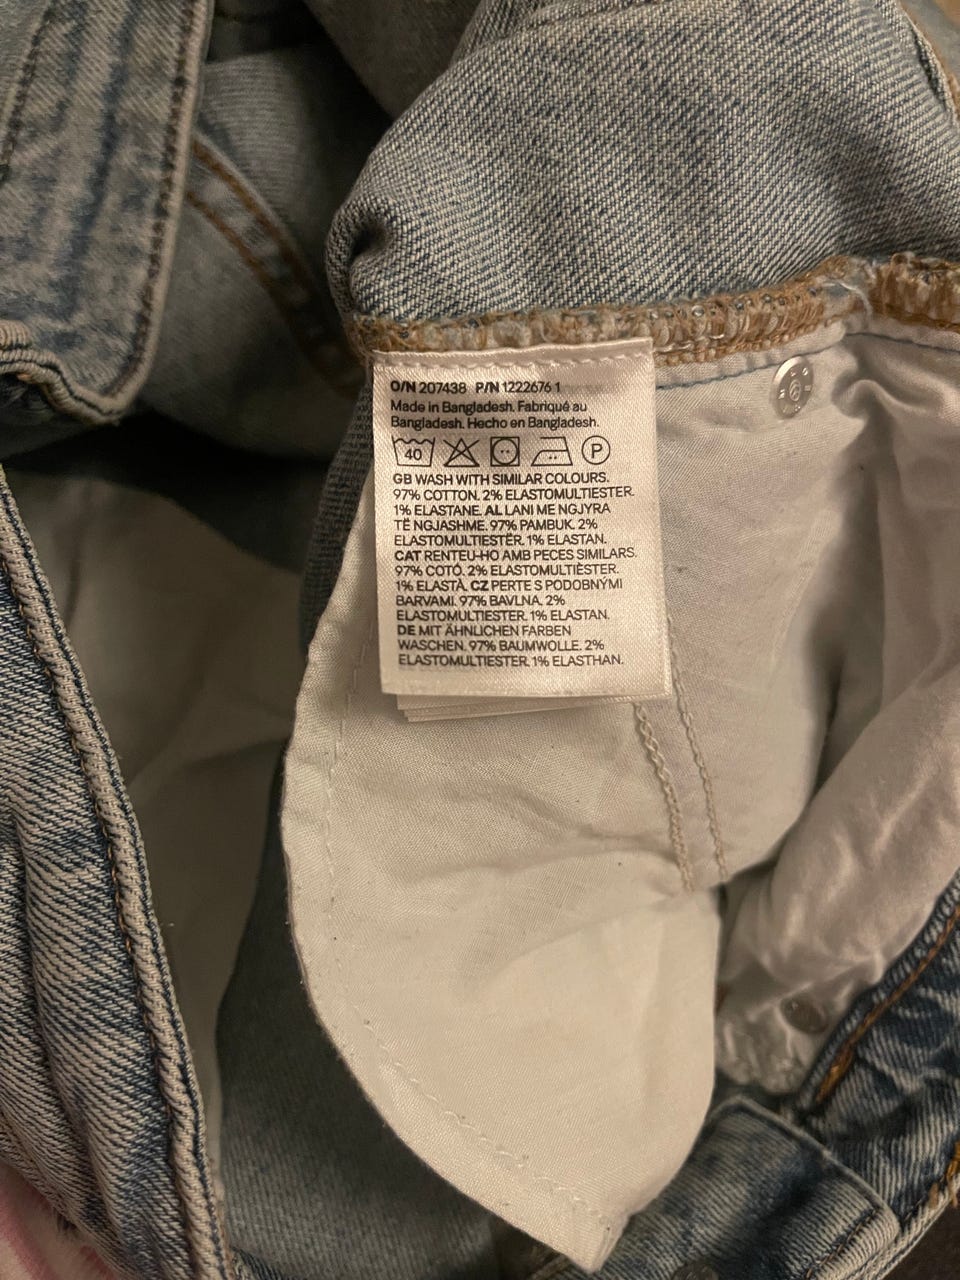 O/N 207438 P/N 1222676 1
Made in Bangladesh. Fabriqué au
Bangladesh. Hecho en Bangladesh.
40 P
GB WASH WITH SIMILAR COLOURS.
97% COTTON. 2% ELASTOMULTIESTER.
1% ELASTANE. AL LANI ME NGJYRA
TË NGJASHME. 97% PAMBUK. 2%
ELASTOMULTIESTËR. 1% ELASTAN.
CAT RENTEU-HO AMB PECES SIMILARS.
97% COTÓ. 2% ELASTOMULTIÈSTER.
1% ELASTÀ. CZ PERTE S PODOBNÝMI
BARVAMI. 97% BAVLNA. 2%
ELASTOMULTIESTER. 1% ELASTAN.
DE MIT ÄHNLICHEN FARBEN
WASCHEN. 97% BAUMWOLLE. 2%
ELASTOMULTIESTER. 1% ELASTHAN.